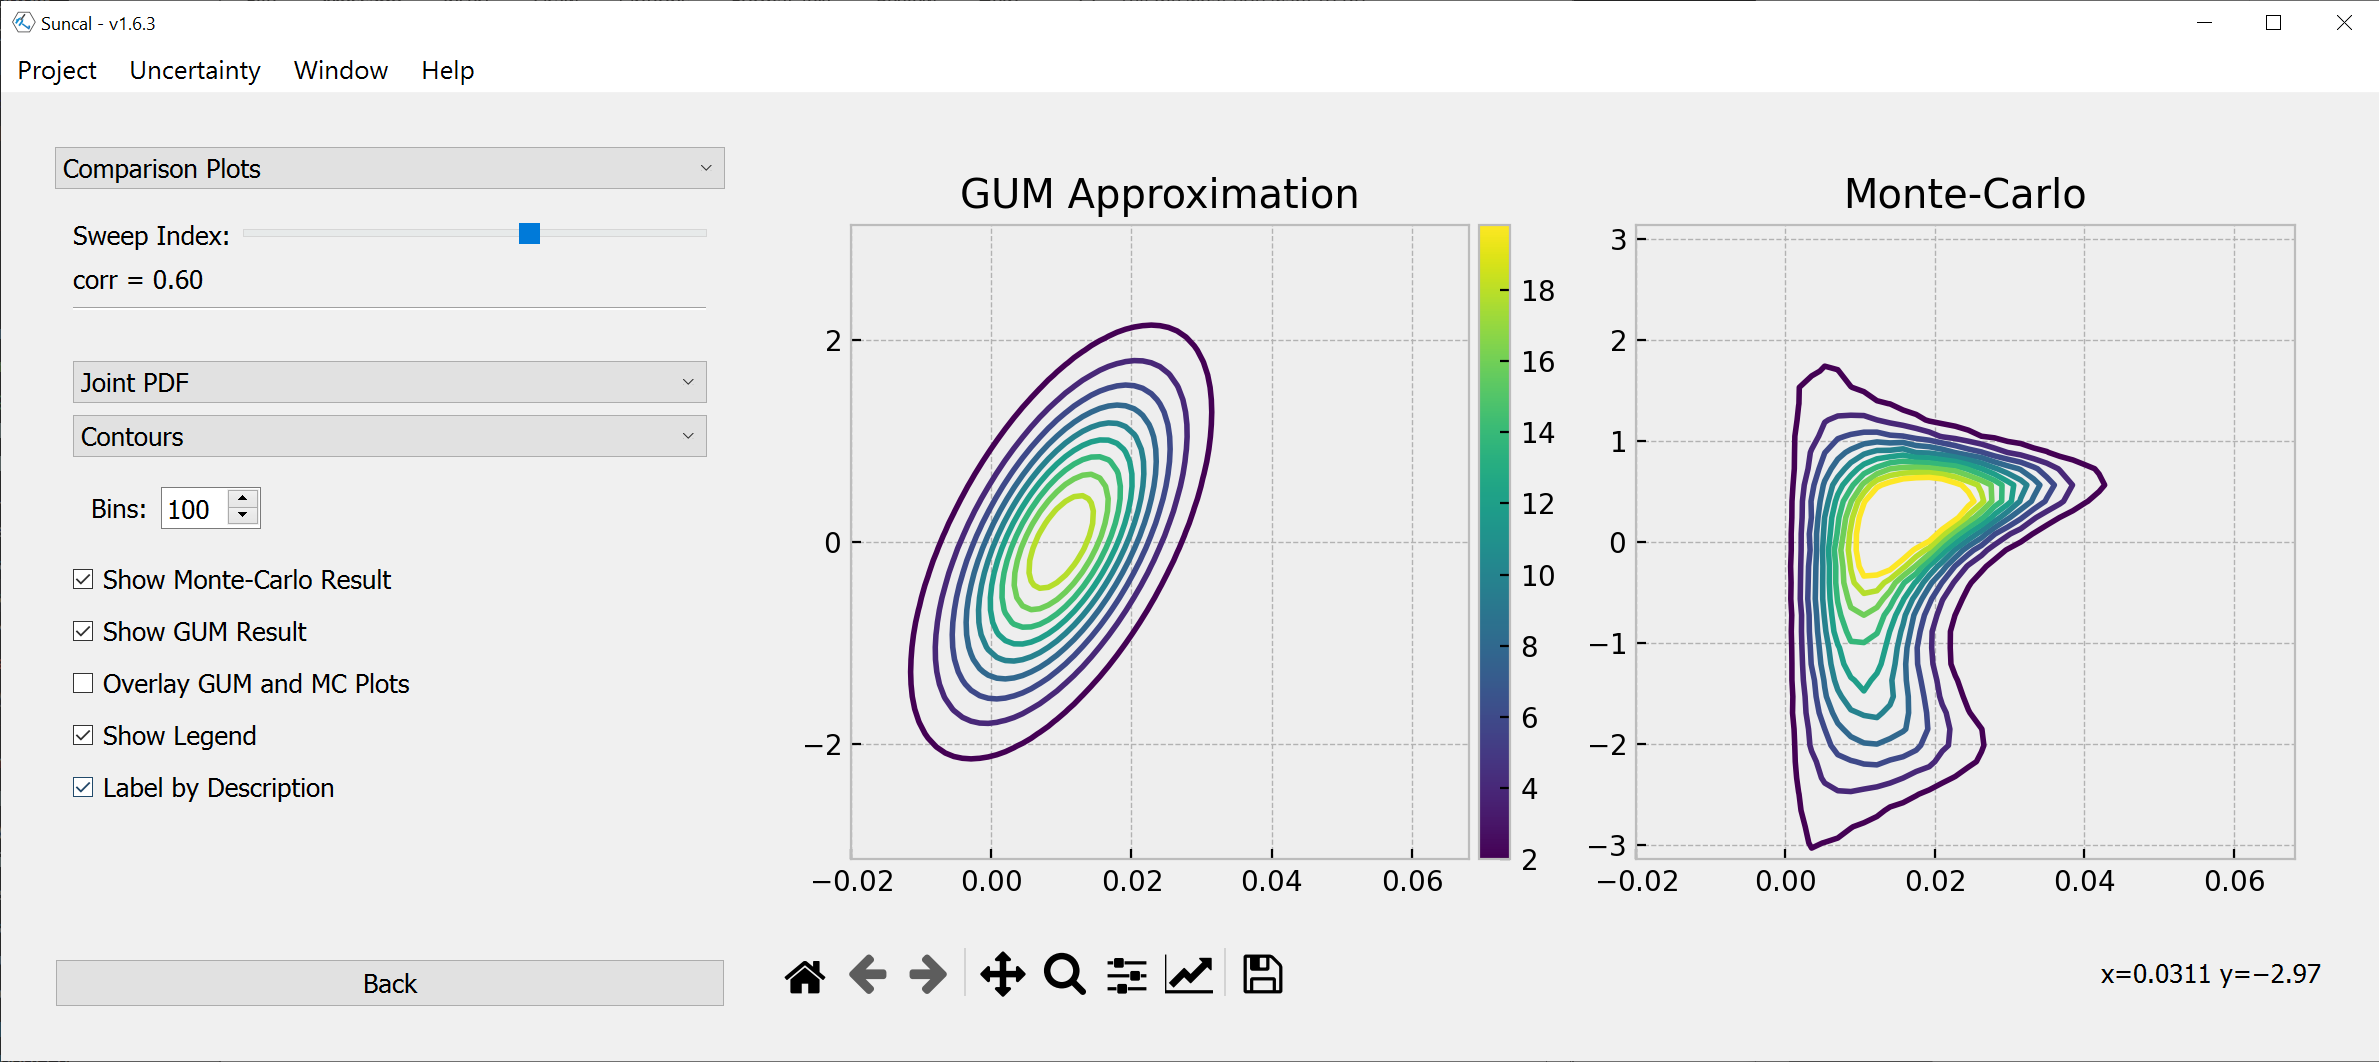 Suncal - v1.6.3
Project Uncertainty Window Help
Comparison Plots
Sweep Index:
corr = 0.60
Joint PDF
Contours
Bins: 100
Show Monte-Carlo Result
Show GUM Result
Overlay GUM and MC Plots
Show Legend
Label by Description
Back
GUM Approximation
2
0
−2
−0.02 0.00 0.02 0.04 0.06
18
16
14
12
10
8
6
4
2
Monte-Carlo
3
2
1
0
−1
−2
−3
−0.02 0.00 0.02 0.04 0.06
x=0.0311 y=−2.97